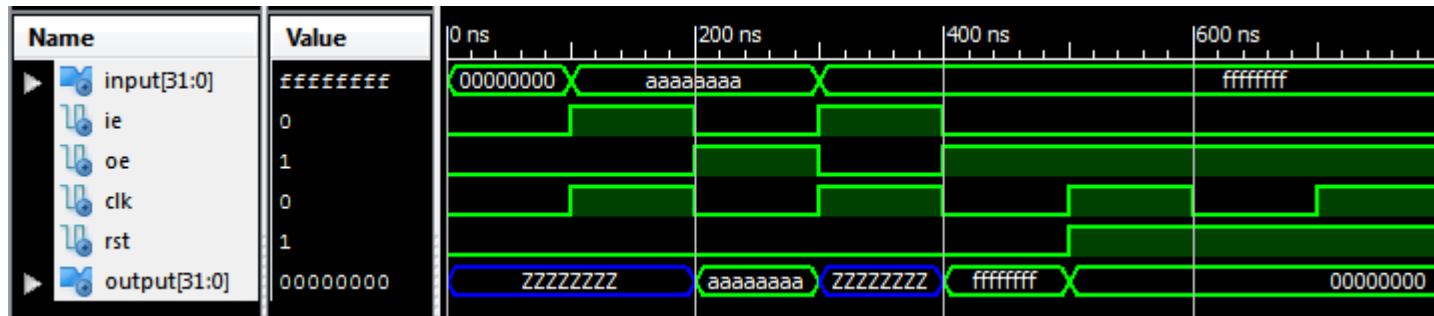 Name Value 0 ns 200 ns 400 ns 600 ns
input[31:0] ffffffff 00000000 aaaaaaaa ffffffff
ie 0
oe 1
clk 0
rst 1
output[31:0] 00000000 ZZZZZZZZ aaaaaaaa ZZZZZZZZ ffffffff 00000000